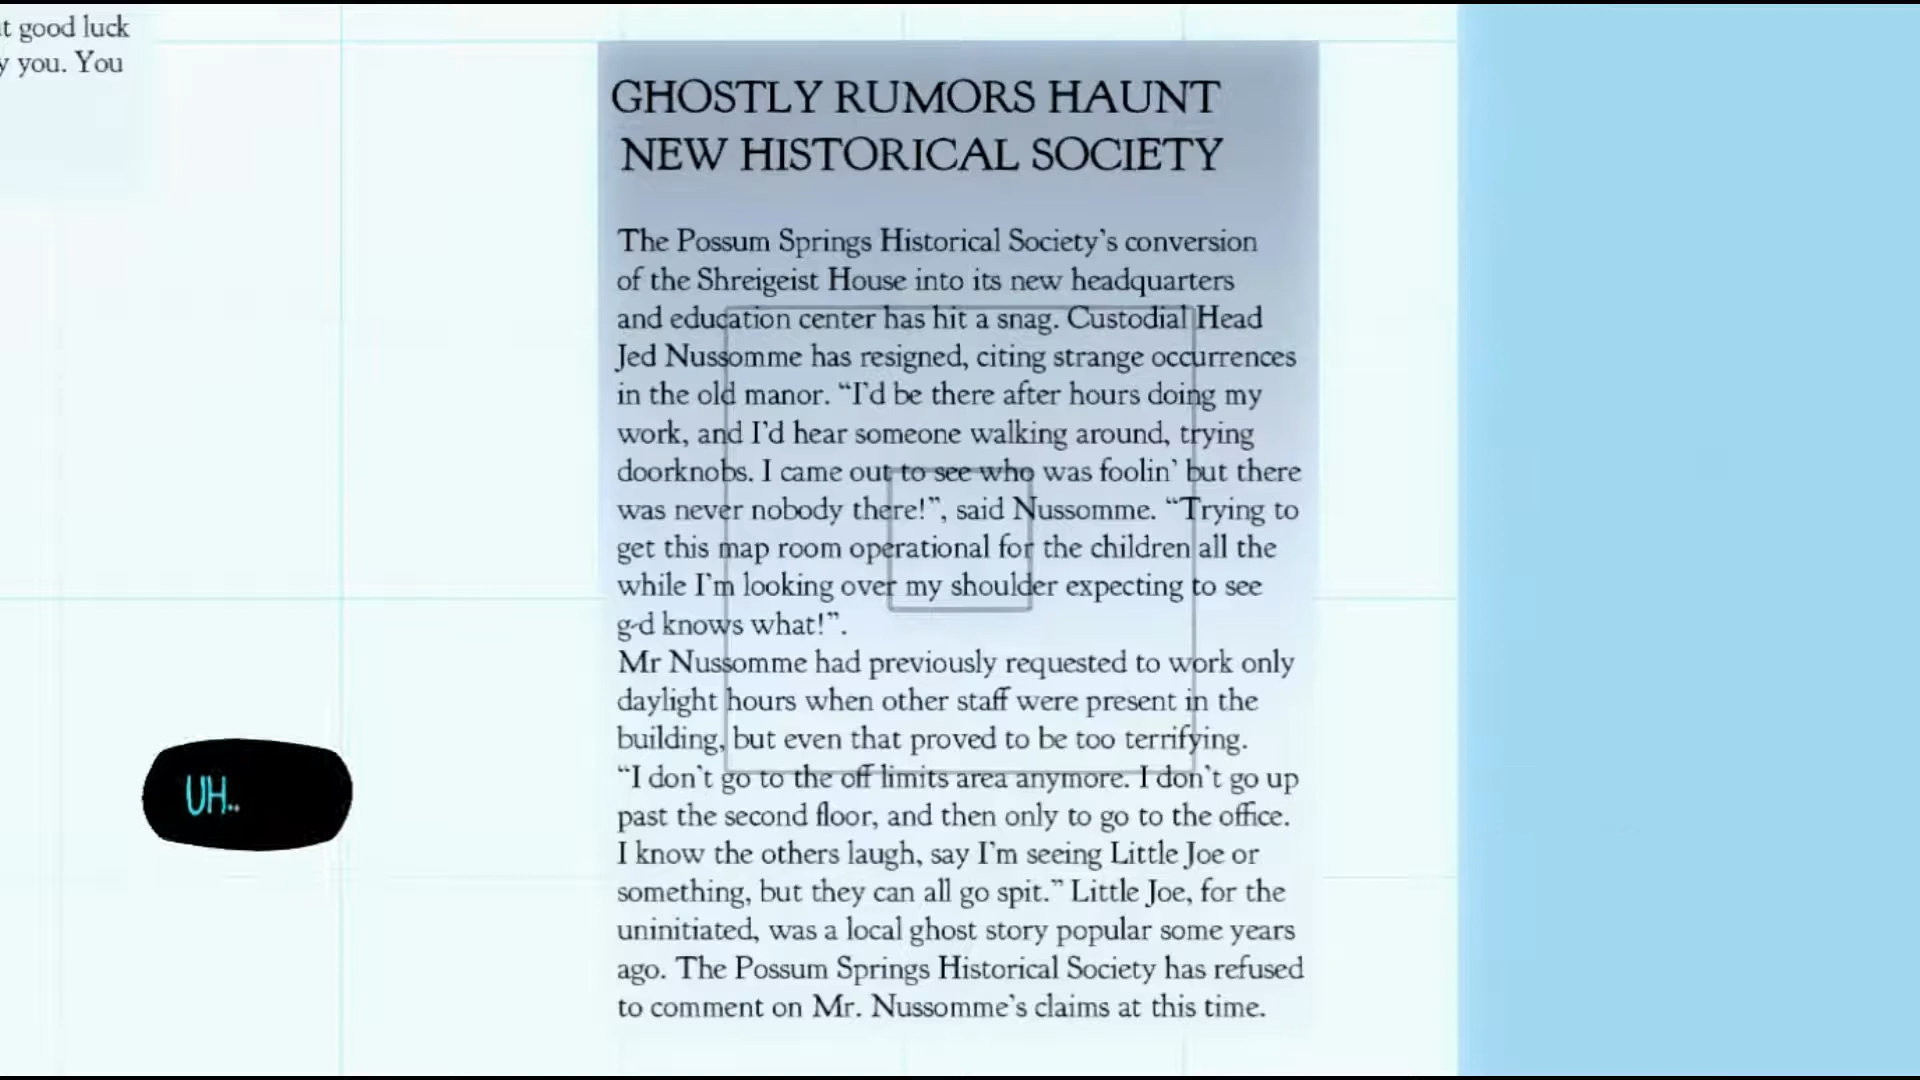 t good luck
y you. You
GHOSTLY RUMORS HAUNT
NEW HISTORICAL SOCIETY
The Possum Springs Historical Society's conversion
of the Shreigeist House into its new headquarters
and education center has hit a snag. Custodial Head
Jed Nussomme has resigned, citing strange occurrences
in the old manor. “I'd be there after hours doing my
work, and I'd hear someone walking around, trying
doorknobs. I came out to see who was foolin' but there
was never nobody there!”, said Nussomme. “Trying to
get this map room operational for the children all the
while I'm looking over my shoulder expecting to see
g-d knows what!”.
Mr Nussomme had previously requested to work only
daylight hours when other staff were present in the
building, but even that proved to be too terrifying.
“I don't go to the off limits area anymore. I don't go up
past the second floor, and then only to go to the office.
I know the others laugh, say I'm seeing Little Joe or
something, but they can all go spit.” Little Joe, for the
uninitiated, was a local ghost story popular some years
ago. The Possum Springs Historical Society has refused
to comment on Mr. Nussomme's claims at this time.
UH..